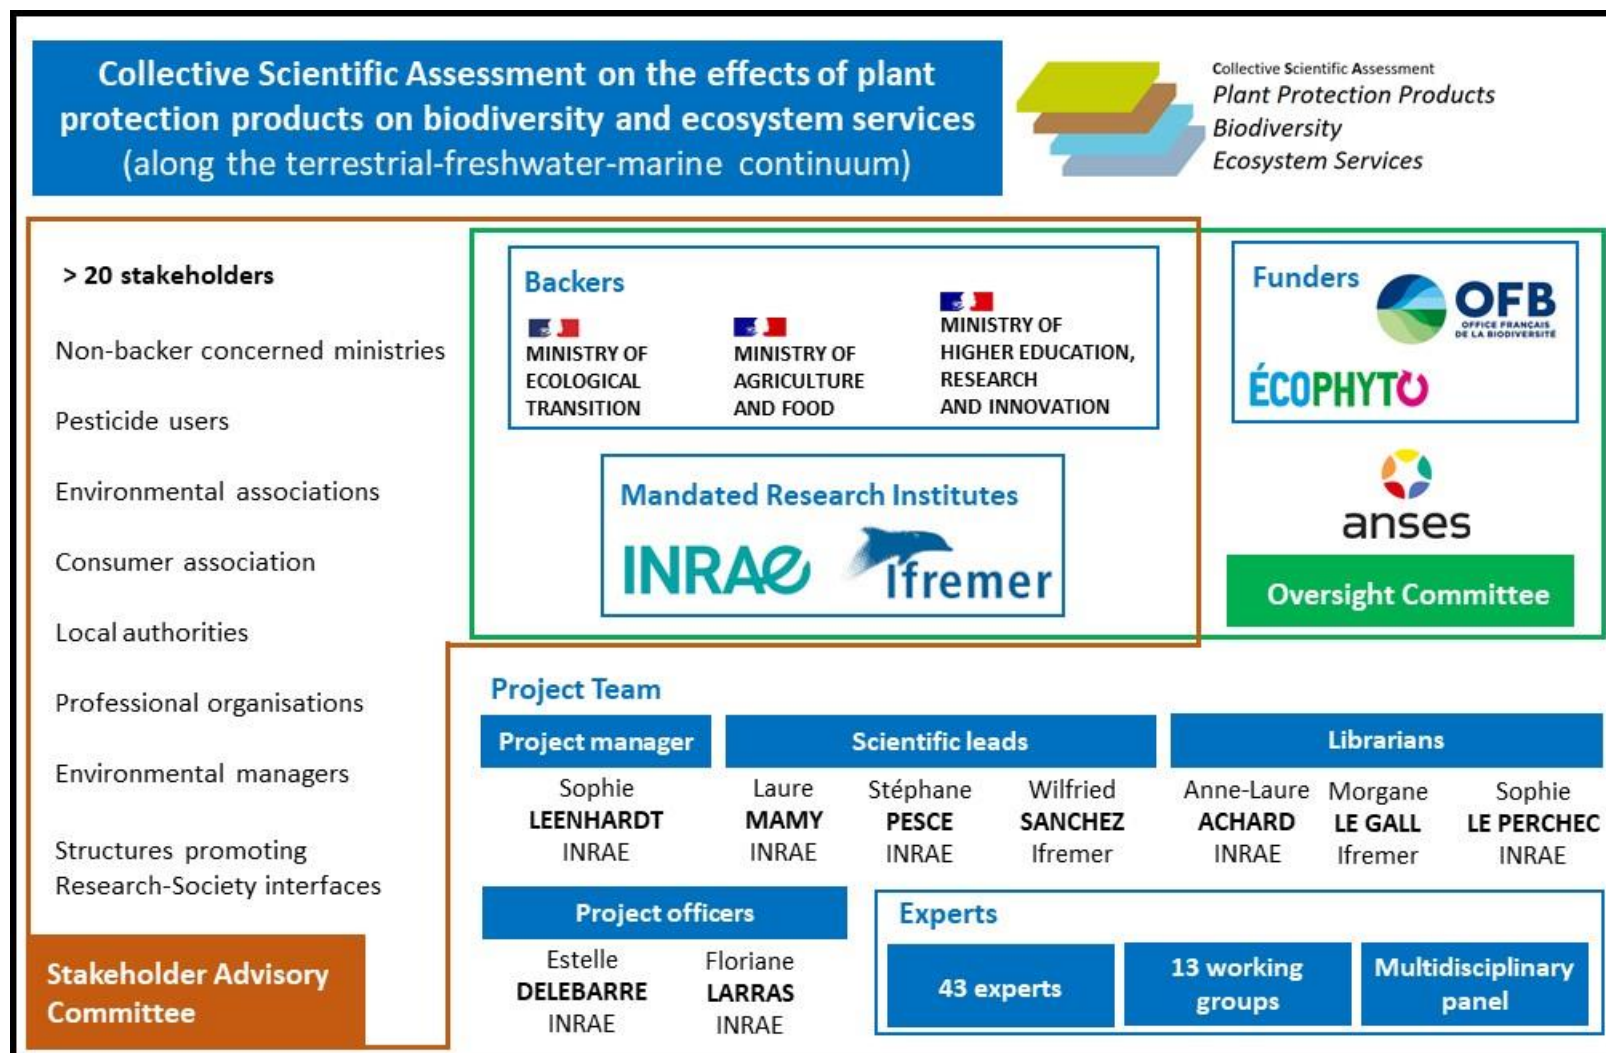 Collective Scientific Assessment on the effects of plant
protection products on biodiversity and ecosystem services
(along the terrestrial-freshwater-marine continuum)
Collective Scientific Assessment
Plant Protection Products
Biodiversity
Ecosystem Services
> 20 stakeholders
Non-backer concerned ministries
Pesticide users
Environmental associations
Consumer association
Local authorities
Professional organisations
Environmental managers
Structures promoting
Research-Society interfaces
Stakeholder Advisory
Committee
Backers
MINISTRY OF
ECOLOGICAL
TRANSITION
MINISTRY OF
AGRICULTURE
AND FOOD
MINISTRY OF
HIGHER EDUCATION,
RESEARCH
AND INNOVATION
Mandated Research Institutes
INRAE
Ifremer
Funders
OFB
OFFICE FRANÇAIS
DE LA BIODIVERSITÉ
ÉCOPHYTO
anses
Oversight Committee
Project Team
Project manager
Sophie
LEENHARDT
INRAE
Scientific leads
Laure
MAMY
INRAE
Stéphane
PESCE
INRAE
Wilfried
SANCHEZ
Ifremer
Librarians
Anne-Laure
ACHARD
INRAE
Morgane
LE GALL
Ifremer
Sophie
LE PERCHEC
INRAE
Project officers
Estelle
DELEBARRE
INRAE
Floriane
LARRAS
INRAE
Experts
43 experts
13 working
groups
Multidisciplinary
panel